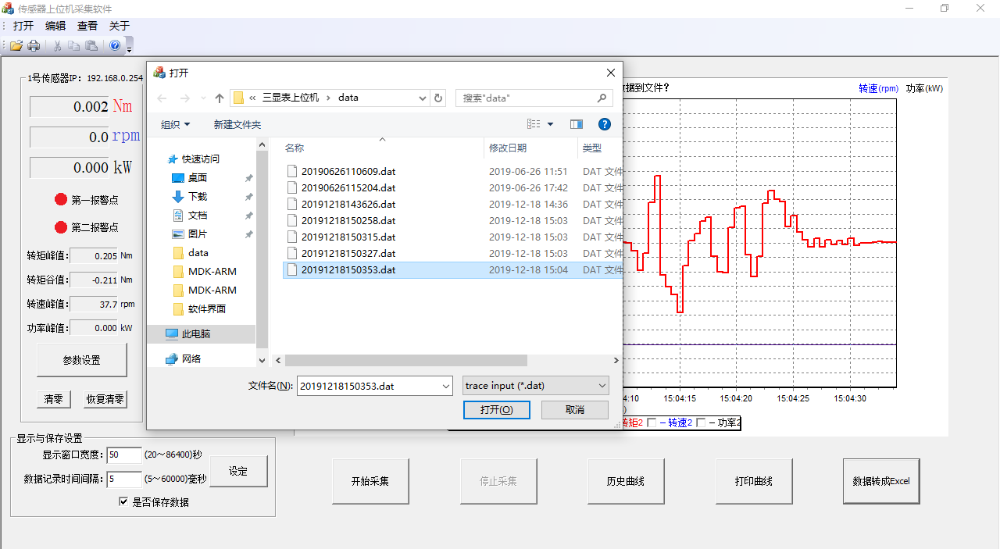 传感器上位机采集软件
打开 编辑 查看 关于
1号传感器IP: 192.168.0.254
0.002 Nm
0.0 rpm
0.000 kW
第一报警点
第二报警点
转矩峰值: 0.205 Nm
转矩谷值: -0.211 Nm
转速峰值: 37.7 rpm
功率峰值: 0.000 kW
参数设置
清零 恢复清零
打开
« 三显表上位机 › data
搜索"data"
组织 新建文件夹
快速访问
桌面
下载
文档
图片
data
MDK-ARM
MDK-ARM
软件界面
此电脑
网络
名称 修改日期 类型
20190626110609.dat 2019-06-26 11:51 DAT 文件
20190626115204.dat 2019-06-26 17:42 DAT 文件
20191218143626.dat 2019-12-18 14:36 DAT 文件
20191218150258.dat 2019-12-18 15:03 DAT 文件
20191218150315.dat 2019-12-18 15:03 DAT 文件
20191218150327.dat 2019-12-18 15:03 DAT 文件
20191218150353.dat 2019-12-18 15:04 DAT 文件
文件名(N): 20191218150353.dat trace input (*.dat)
打开(O) 取消
据到文件? 转速(rpm) 功率(kW)
4:10 15:04:15 15:04:20 15:04:25 15:04:30
)
转矩2 — 转速2 — 功率2
显示与保存设置
显示窗口宽度: 50 (20～86400)秒
数据记录时间间隔: 5 (5～60000)毫秒
设定
是否保存数据
开始采集 停止采集 历史曲线 打印曲线 数据转成Excel